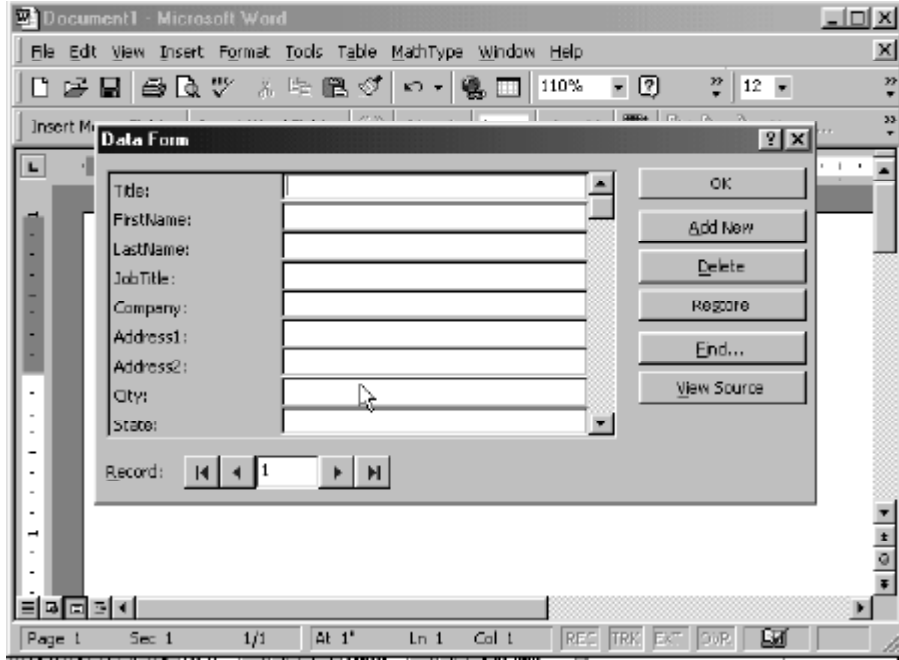 Document1 - Microsoft Word
File Edit View Insert Format Tools Table MathType Window Help
110% 12
Insert M
Data Form
Title:
FirstName:
LastName:
JobTitle:
Company:
Address1:
Address2:
City:
State:
OK
Add New
Delete
Restore
Find...
View Source
Record: 1
Page 1 Sec 1 1/1 At 1" Ln 1 Col 1 REC TRK EXT OVR